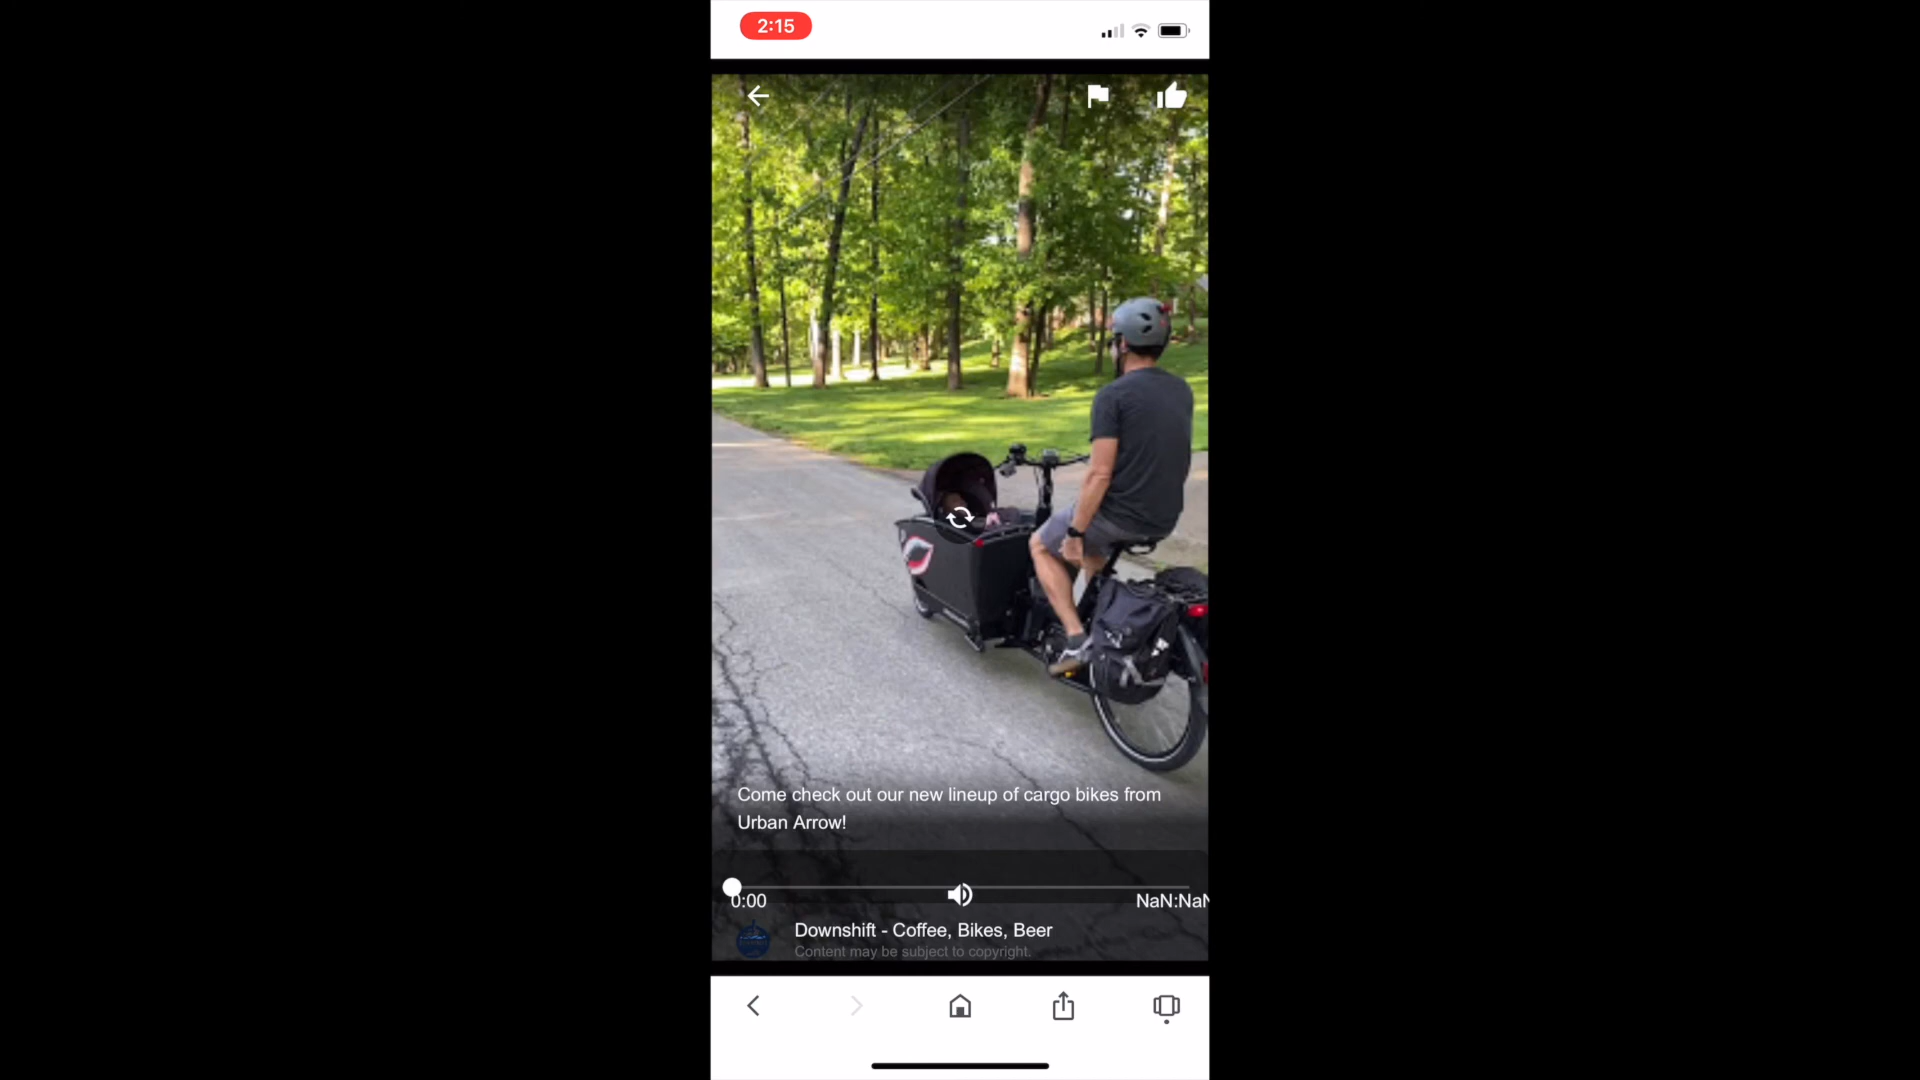 2:15
Come check out our new lineup of cargo bikes from
Urban Arrow!
0:00 NaN:NaN
Downshift - Coffee, Bikes, Beer
Content may be subject to copyright.